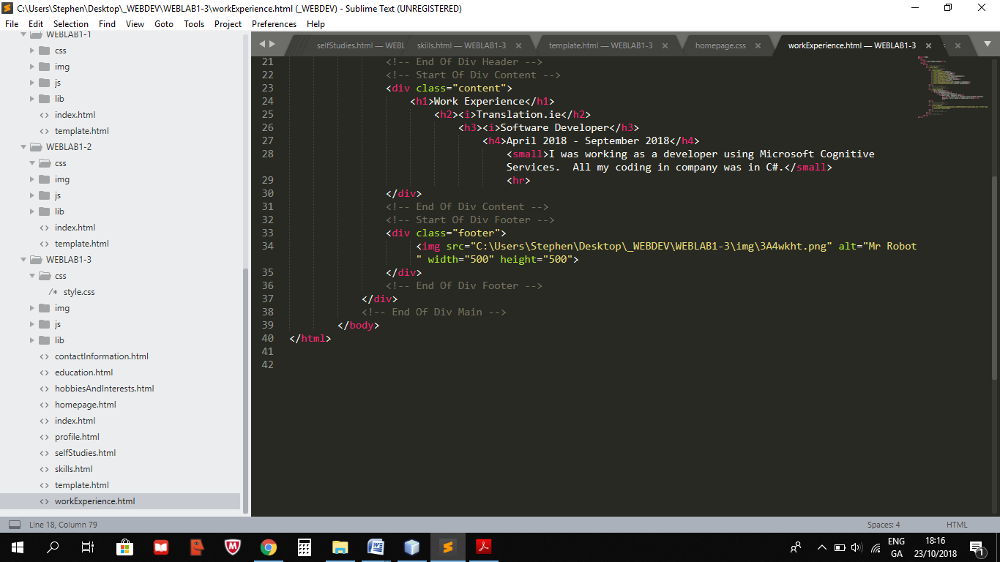 C:\Users\Stephen\Desktop\_WEBDEV\WEBLAB1-3\workExperience.html (_WEBDEV) - Sublime Text (UNREGISTERED)
File Edit Selection Find View Goto Tools Project Preferences Help
WEBLAB1-1
css
img
js
lib
index.html
template.html
WEBLAB1-2
css
img
js
lib
index.html
template.html
WEBLAB1-3
css
/* style.css
img
js
lib
contactInformation.html
education.html
hobbiesAndInterests.html
homepage.html
index.html
profile.html
selfStudies.html
skills.html
template.html
workExperience.html
selfStudies.html — WEBL skills.html — WEBLAB1-3 template.html — WEBLAB1-3 homepage.css workExperience.html — WEBLAB1-3
21 <!-- End Of Div Header -->
22 <!-- Start Of Div Content -->
23 <div class="content">
24 <h1>Work Experience</h1>
25 <h2><i>Translation.ie</h2>
26 <h3><i>Software Developer</h3>
27 <h4>April 2018 - September 2018</h4>
28 <small>I was working as a developer using Microsoft Cognitive
Services.  All my coding in company was in C#.</small>
29 <hr>
30 </div>
31 <!-- End Of Div Content -->
32 <!-- Start Of Div Footer -->
33 <div class="footer">
34 <img src="C:\Users\Stephen\Desktop\_WEBDEV\WEBLAB1-3\img\3A4wkht.png" alt="Mr Robot
" width="500" height="500">
35 </div>
36 <!-- End Of Div Footer -->
37 </div>
38 <!-- End Of Div Main -->
39 </body>
40 </html>
41
42
Line 18, Column 79 Spaces: 4 HTML
ENG 18:16
GA 23/10/2018 1